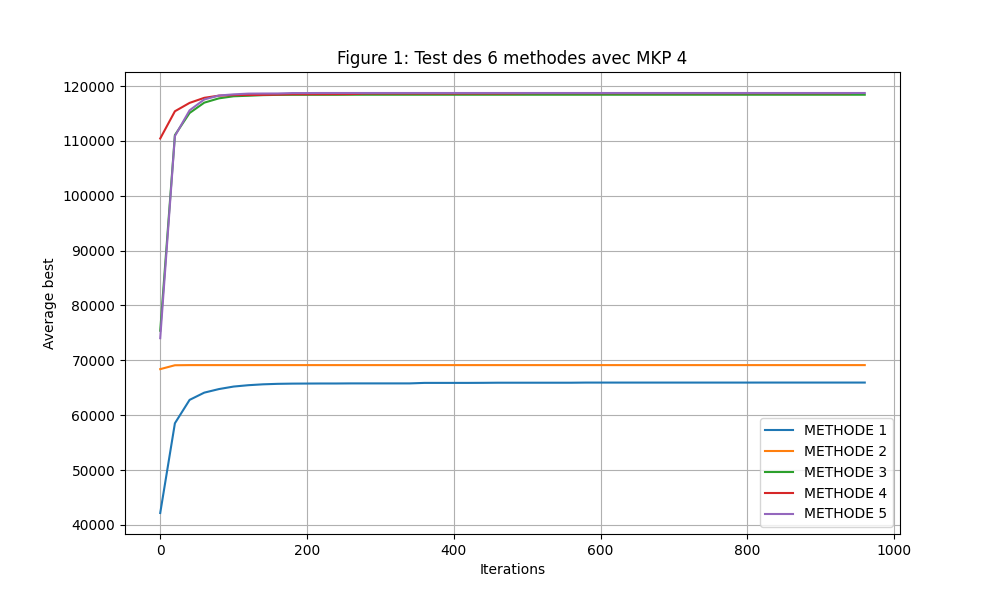 Figure 1: Test des 6 methodes avec MKP 4
120000
110000
100000
90000
80000
70000
60000
50000
40000
Average best
METHODE 1
METHODE 2
METHODE 3
METHODE 4
METHODE 5
0 200 400 600 800 1000
Iterations